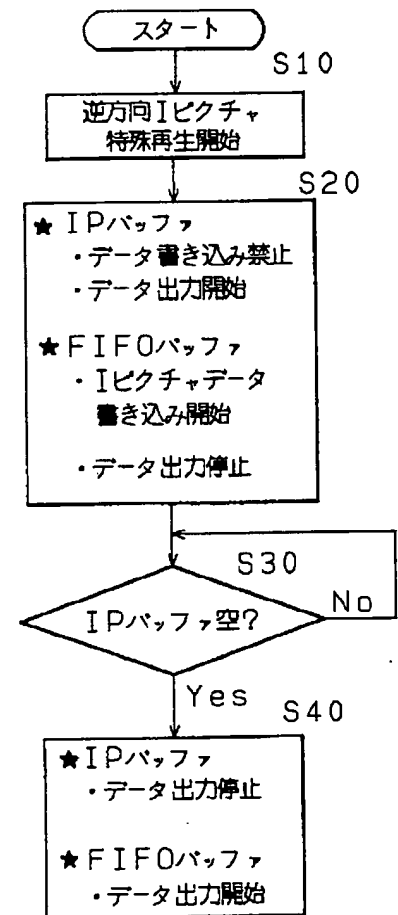 スタート
S10
逆方向Iピクチャ
特殊再生開始
S20
★IPバッファ
・データ書き込み禁止
・データ出力開始
★FIFOバッファ
・Iピクチャデータ
書き込み開始
・データ出力停止
S30
IPバッファ空?
No
Yes
S40
★IPバッファ
・データ出力停止
★FIFOバッファ
・データ出力開始